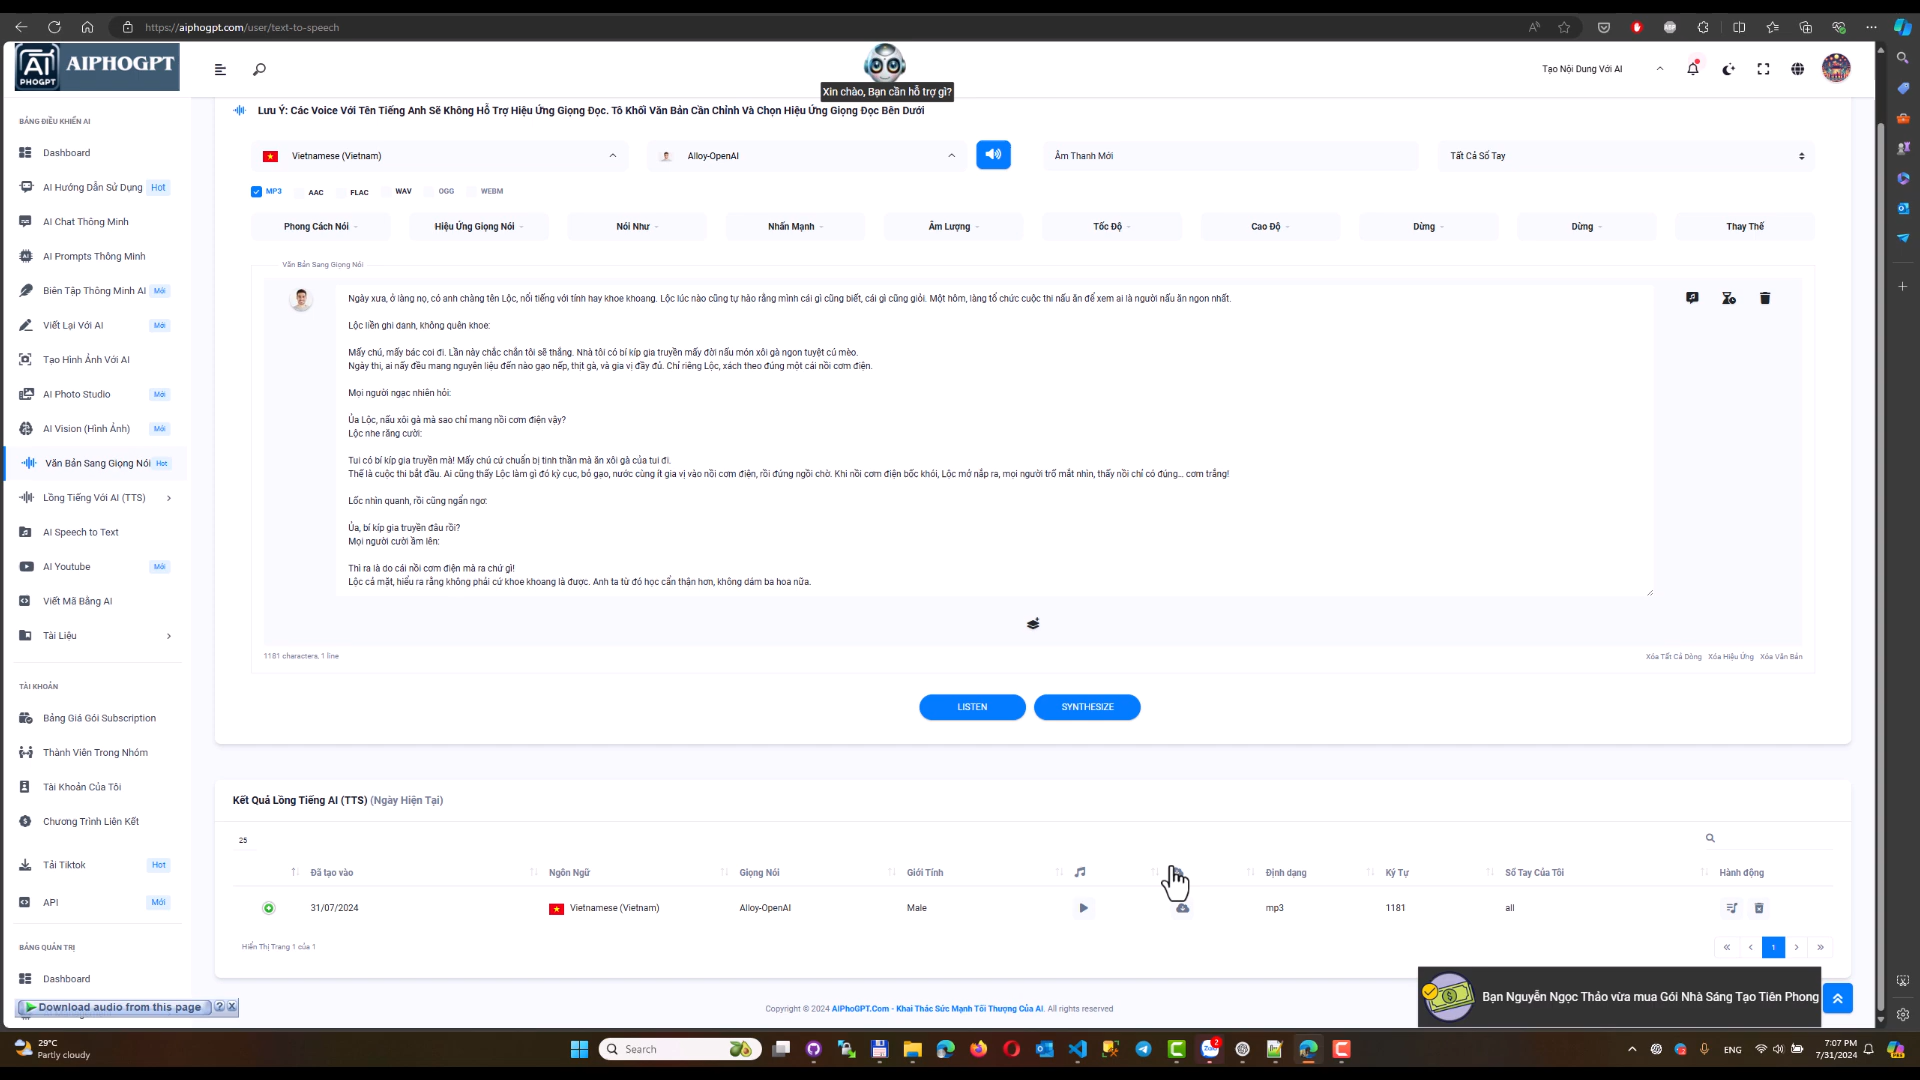 https://aiphogpt.com/user/text-to-speech
AI PHOGPT
AIPHOGPT
Xin chào, Bạn cần hỗ trợ gì?
Tạo Nội Dung Với AI
BẢNG ĐIỀU KHIỂN AI
Dashboard
AI Hướng Dẫn Sử Dụng Hot
AI Chat Thông Minh
AI Prompts Thông Minh
Biên Tập Thông Minh AI Mới
Viết Lại Với AI Mới
Tạo Hình Ảnh Với AI
AI Photo Studio Mới
AI Vision (Hình Ảnh) Mới
Văn Bản Sang Giọng Nói Hot
Lồng Tiếng Với AI (TTS)
AI Speech to Text
AI Youtube Mới
Viết Mã Bằng AI
Tài Liệu
TÀI KHOẢN
Bảng Giá Gói Subscription
Thành Viên Trong Nhóm
Tài Khoản Của Tôi
Chương Trình Liên Kết
Tải Tiktok Hot
API Mới
BẢNG QUẢN TRỊ
Dashboard
Download audio from this page ? X
Lưu Ý: Các Voice Với Tên Tiếng Anh Sẽ Không Hỗ Trợ Hiệu Ứng Giọng Đọc. Tô Khối Văn Bản Cần Chỉnh Và Chọn Hiệu Ứng Giọng Đọc Bên Dưới
Vietnamese (Vietnam) Alloy-OpenAI Âm Thanh Mới Tất Cả Sổ Tay
MP3 AAC FLAC WAV OGG WEBM
Phong Cách Nói Hiệu Ứng Giọng Nói Nói Như Nhấn Mạnh Âm Lượng Tốc Độ Cao Độ Dừng Dừng Thay Thế
Văn Bản Sang Giọng Nói
Ngày xưa, ở làng nọ, có anh chàng tên Lộc, nổi tiếng với tính hay khoe khoang. Lộc lúc nào cũng tự hào rằng mình cái gì cũng biết, cái gì cũng giỏi. Một hôm, làng tổ chức cuộc thi nấu ăn để xem ai là người nấu ăn ngon nhất.
Lộc liền ghi danh, không quên khoe:
Mấy chú, mấy bác coi đi. Lần này chắc chắn tôi sẽ thắng. Nhà tôi có bí kíp gia truyền mấy đời nấu món xôi gà ngon tuyệt cú mèo.
Ngày thi, ai nấy đều mang nguyên liệu đến nào gạo nếp, thịt gà, và gia vị đầy đủ. Chỉ riêng Lộc, xách theo đúng một cái nồi cơm điện.
Mọi người ngạc nhiên hỏi:
Ủa Lộc, nấu xôi gà mà sao chỉ mang nồi cơm điện vậy?
Lộc nhe răng cười:
Tui có bí kíp gia truyền mà! Mấy chú cứ chuẩn bị tinh thần mà ăn xôi gà của tui đi.
Thế là cuộc thi bắt đầu. Ai cũng thấy Lộc làm gì đó kỳ cục, bỏ gạo, nước cùng ít gia vị vào nồi cơm điện, rồi đứng ngồi chờ. Khi nồi cơm điện bốc khói, Lộc mở nắp ra, mọi người trố mắt nhìn, thấy nồi chỉ có đúng... cơm trắng!
Lốc nhìn quanh, rồi cũng ngẩn ngơ:
Ủa, bí kíp gia truyền đâu rồi?
Mọi người cười ầm lên:
Thì ra là do cái nồi cơm điện mà ra chứ gì!
Lộc cả mặt, hiểu ra rằng không phải cứ khoe khoang là được. Anh ta từ đó học cẩn thận hơn, không dám ba hoa nữa.
1181 characters, 1 line
Xóa Tất Cả Dòng Xóa Hiệu Ứng Xóa Văn Bản
LISTEN SYNTHESIZE
Kết Quả Lồng Tiếng AI (TTS) (Ngày Hiện Tại)
25
Đã tạo vào Ngôn Ngữ Giọng Nói Giới Tính Định dạng Ký Tự Sổ Tay Của Tôi Hành động
31/07/2024 Vietnamese (Vietnam) Alloy-OpenAI Male mp3 1181 all
Hiển Thị Trang 1 của 1
« ‹ 1 › »
Bạn Nguyễn Ngọc Thảo vừa mua Gói Nhà Sáng Tạo Tiên Phong
Copyright © 2024 AIPhoGPT.Com - Khai Thác Sức Mạnh Tối Thượng Của AI. All rights reserved
29°C
Partly cloudy
Search
2
ENG
7:07 PM
7/31/2024